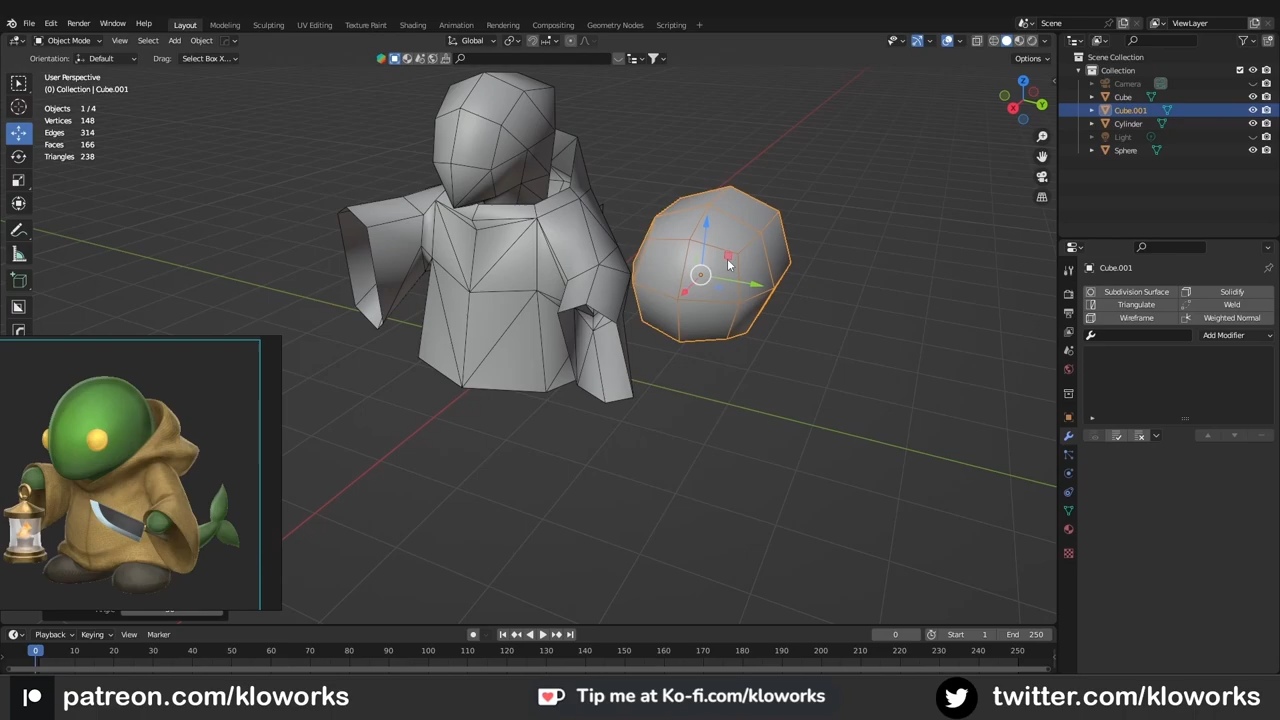 File Edit Render Window Help Layout Modeling Sculpting UV Editing Texture Paint Shading Animation Rendering Compositing Geometry Nodes Scripting + Scene ViewLayer
Object Mode View Select Add Object Global
Orientation: Default Drag: Select Box X... Options
User Perspective
(0) Collection | Cube.001
Objects 1 / 4
Vertices 148
Edges 314
Faces 166
Triangles 238
X
Y
Z
Scene Collection
Collection
Camera
Cube
Cube.001
Cylinder
Light
Sphere
Cube.001
Subdivision Surface Solidify
Triangulate Weld
Wireframe Weighted Normal
Add Modifier
Playback Keying View Marker 0 Start 1 End 250
0 10 20 30 40 50 60 70 80 90 100 110 120 130 140 150 160 170 180 190 200 210 220 230 240 250
patreon.com/kloworks Tip me at Ko-fi.com/kloworks twitter.com/kloworks